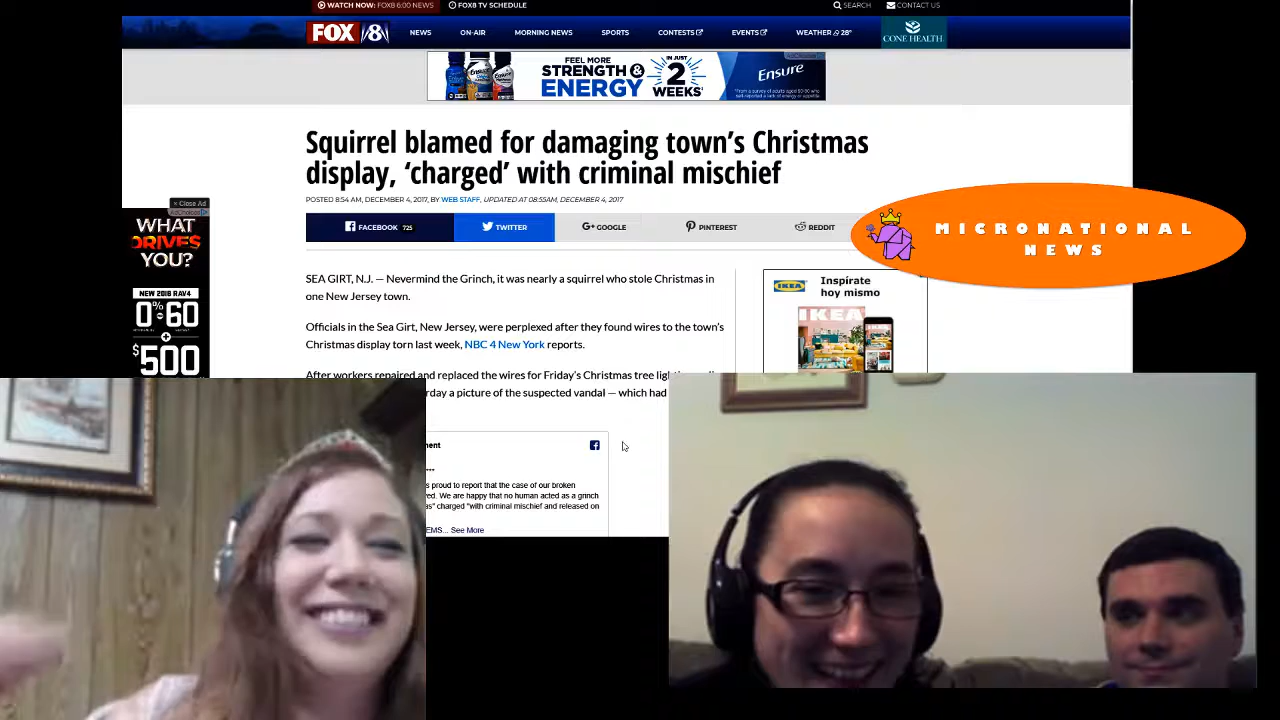 WATCH NOW: FOX8 6:00 NEWS
FOX8 TV SCHEDULE
SEARCH
CONTACT US
FOX 8
NEWS
ON-AIR
MORNING NEWS
SPORTS
CONTESTS
EVENTS
WEATHER 28°
CONE HEALTH
FEEL MORE
STRENGTH &
ENERGY
IN JUST
2
WEEKS*
Ensure
Squirrel blamed for damaging town's Christmas
display, 'charged' with criminal mischief
POSTED 8:54 AM, DECEMBER 4, 2017, BY WEB STAFF, UPDATED AT 08:55AM, DECEMBER 4, 2017
FACEBOOK 725
TWITTER
GOOGLE
PINTEREST
REDDIT
MICRONATIONAL
NEWS
× Close Ad
AdChoices
WHAT
DRIVES
YOU?
NEW 2018 RAV4
0% 60
+
$500
SEA GIRT, N.J. — Nevermind the Grinch, it was nearly a squirrel who stole Christmas in
one New Jersey town.
Officials in the Sea Girt, New Jersey, were perplexed after they found wires to the town's
Christmas display torn last week, NBC 4 New York reports.
After workers repaired and replaced the wires for Friday's Christmas tree
rday a picture of the suspected vandal — which had
IKEA
Inspírate
hoy mismo
IKEA
ment
***
s proud to report that the case of our broken
red. We are happy that no human acted as a grinch
as" charged "with criminal mischief and released on
EMS... See More